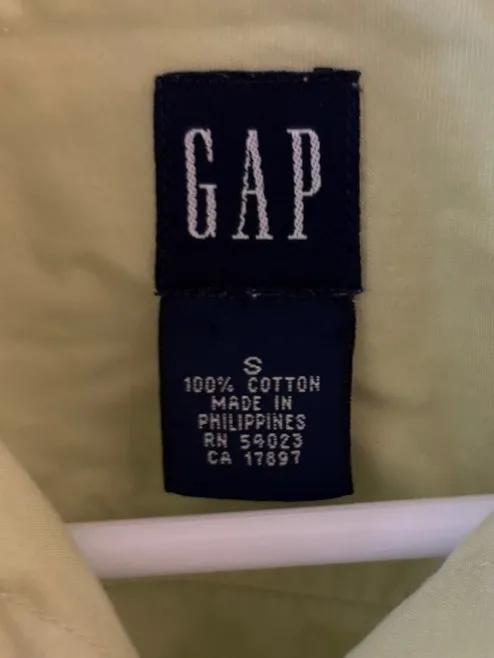 GAP
S
100% COTTON
MADE IN
PHILIPPINES
RN 54023
CA 17897